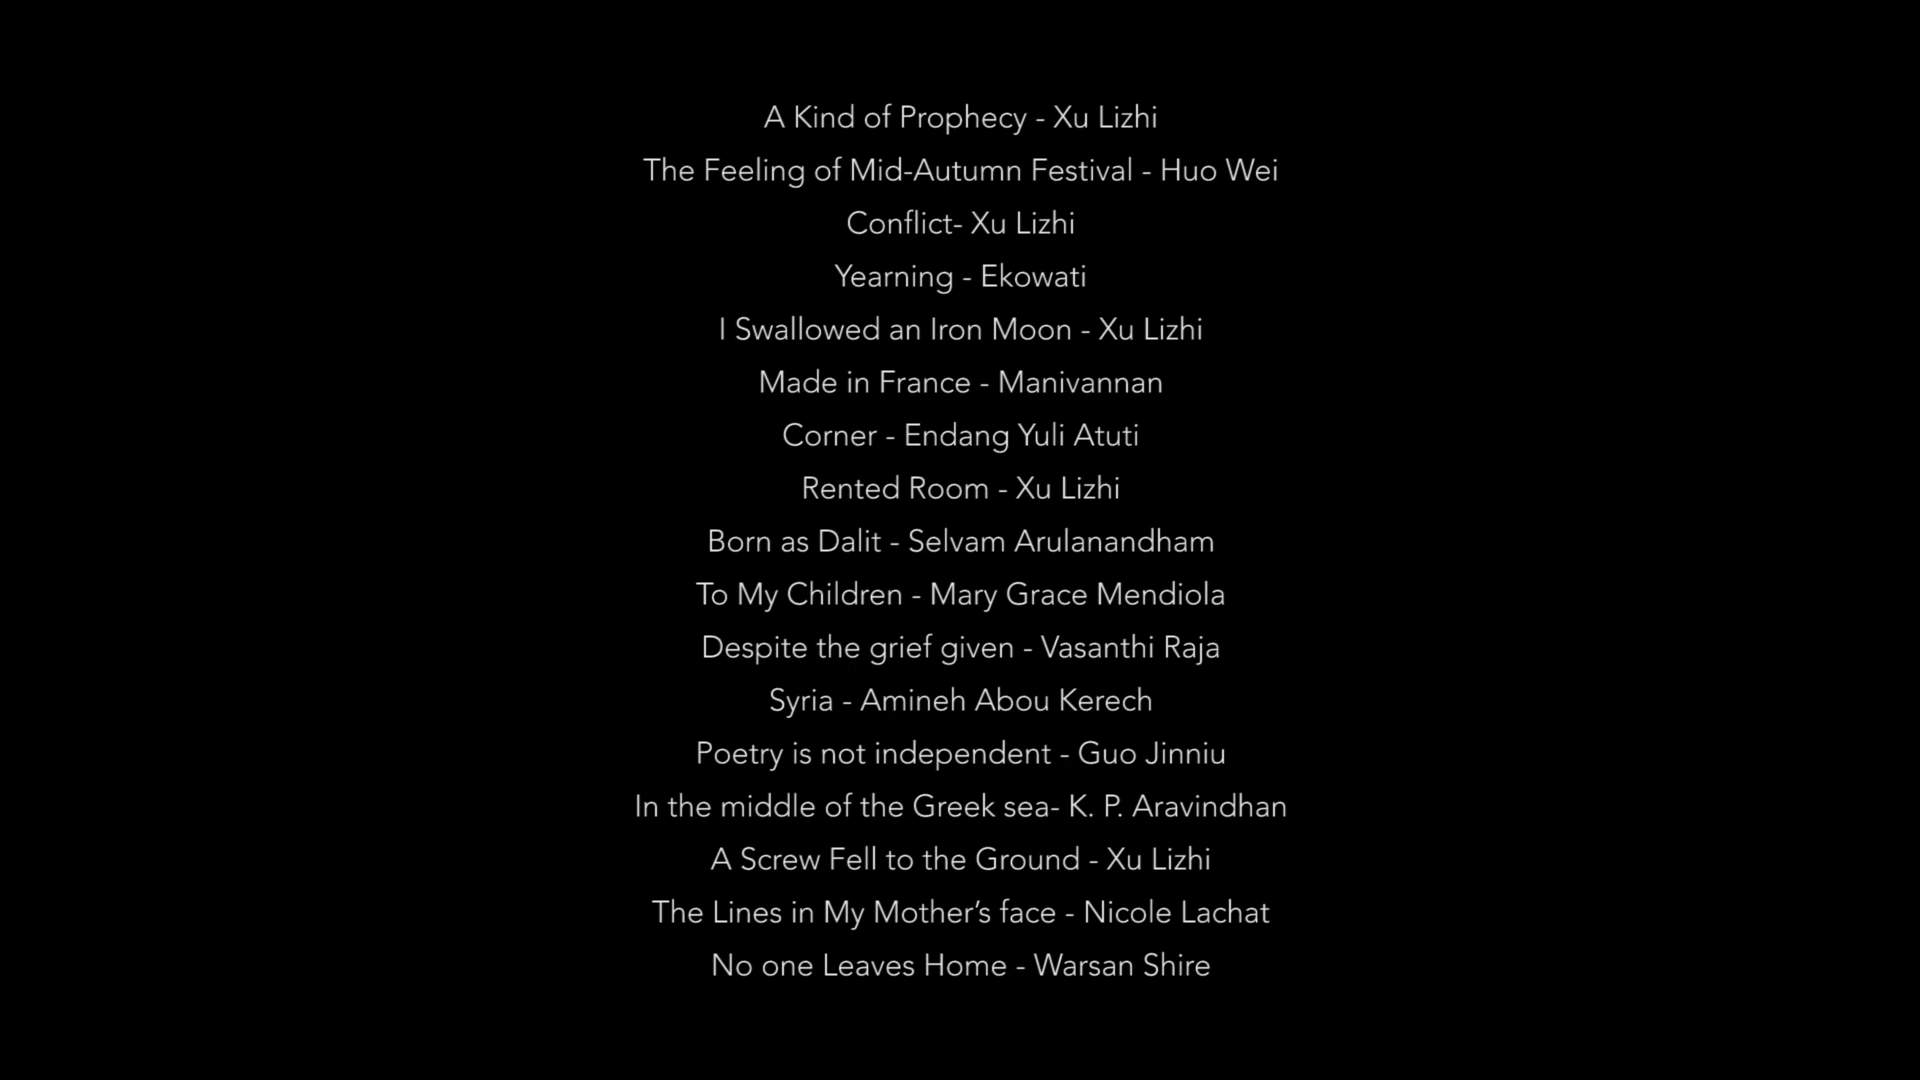 A Kind of Prophecy - Xu Lizhi
The Feeling of Mid-Autumn Festival - Huo Wei
Conflict- Xu Lizhi
Yearning - Ekowati
I Swallowed an Iron Moon - Xu Lizhi
Made in France - Manivannan
Corner - Endang Yuli Atuti
Rented Room - Xu Lizhi
Born as Dalit - Selvam Arulanandham
To My Children - Mary Grace Mendiola
Despite the grief given - Vasanthi Raja
Syria - Amineh Abou Kerech
Poetry is not independent - Guo Jinniu
In the middle of the Greek sea- K. P. Aravindhan
A Screw Fell to the Ground - Xu Lizhi
The Lines in My Mother’s face - Nicole Lachat
No one Leaves Home - Warsan Shire